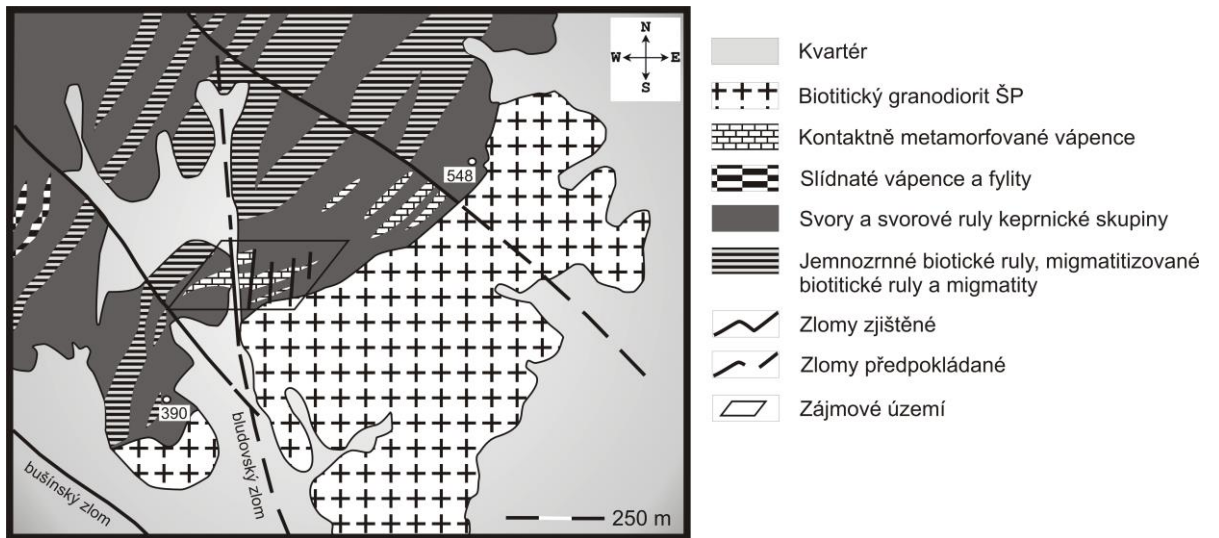 N
W E
S
548
390
bludovský zlom
bušínský zlom
250 m
Kvartér
Biotitický granodiorit ŠP
Kontaktně metamorfované vápence
Slídnaté vápence a fylity
Svory a svorové ruly keprnické skupiny
Jemnozrnné biotické ruly, migmatitizované
biotitické ruly a migmatity
Zlomy zjištěné
Zlomy předpokládané
Zájmové území